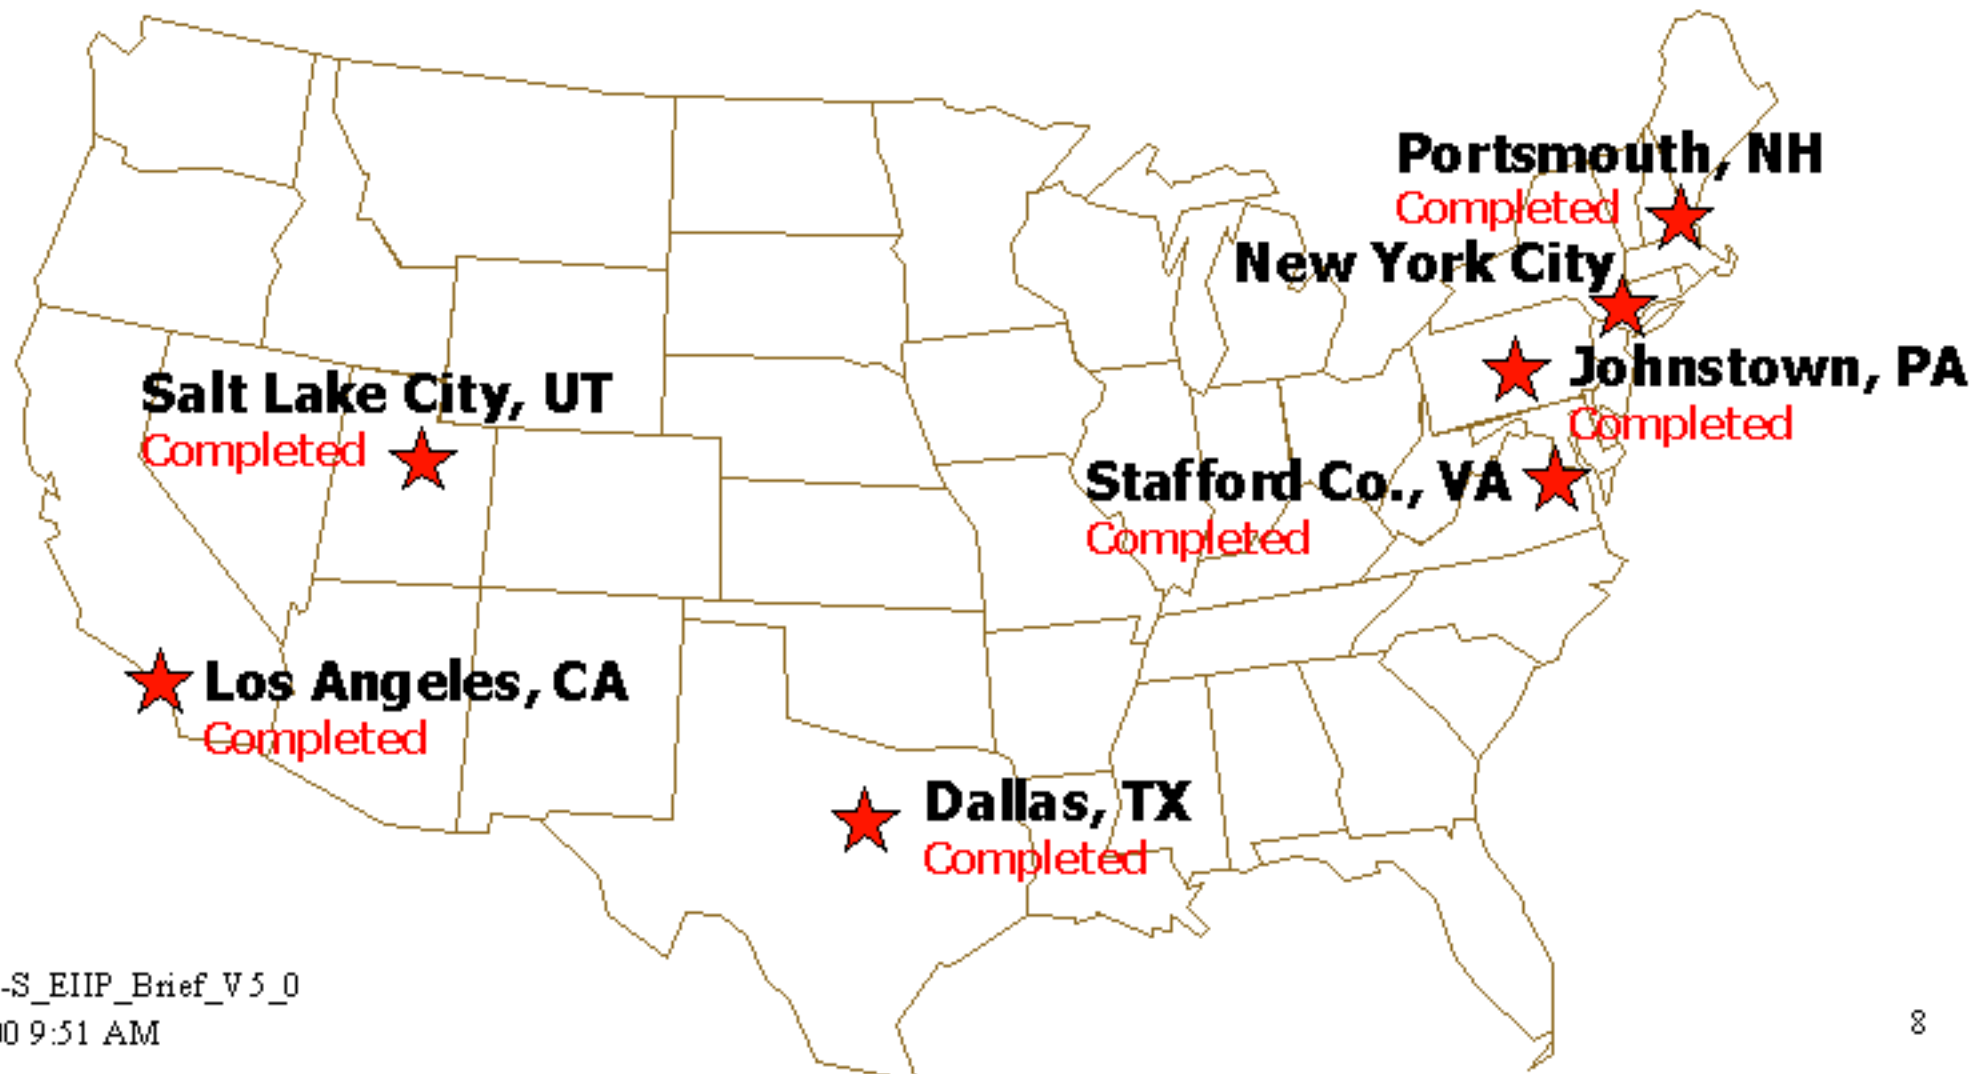 Portsmouth, NH
Completed
New York City
Johnstown, PA
Completed
Salt Lake City, UT
Completed
Stafford Co., VA
Completed
Los Angeles, CA
Completed
Dallas, TX
Completed
-S_EIIP_Brief_V5_0
00 9:51 AM
8